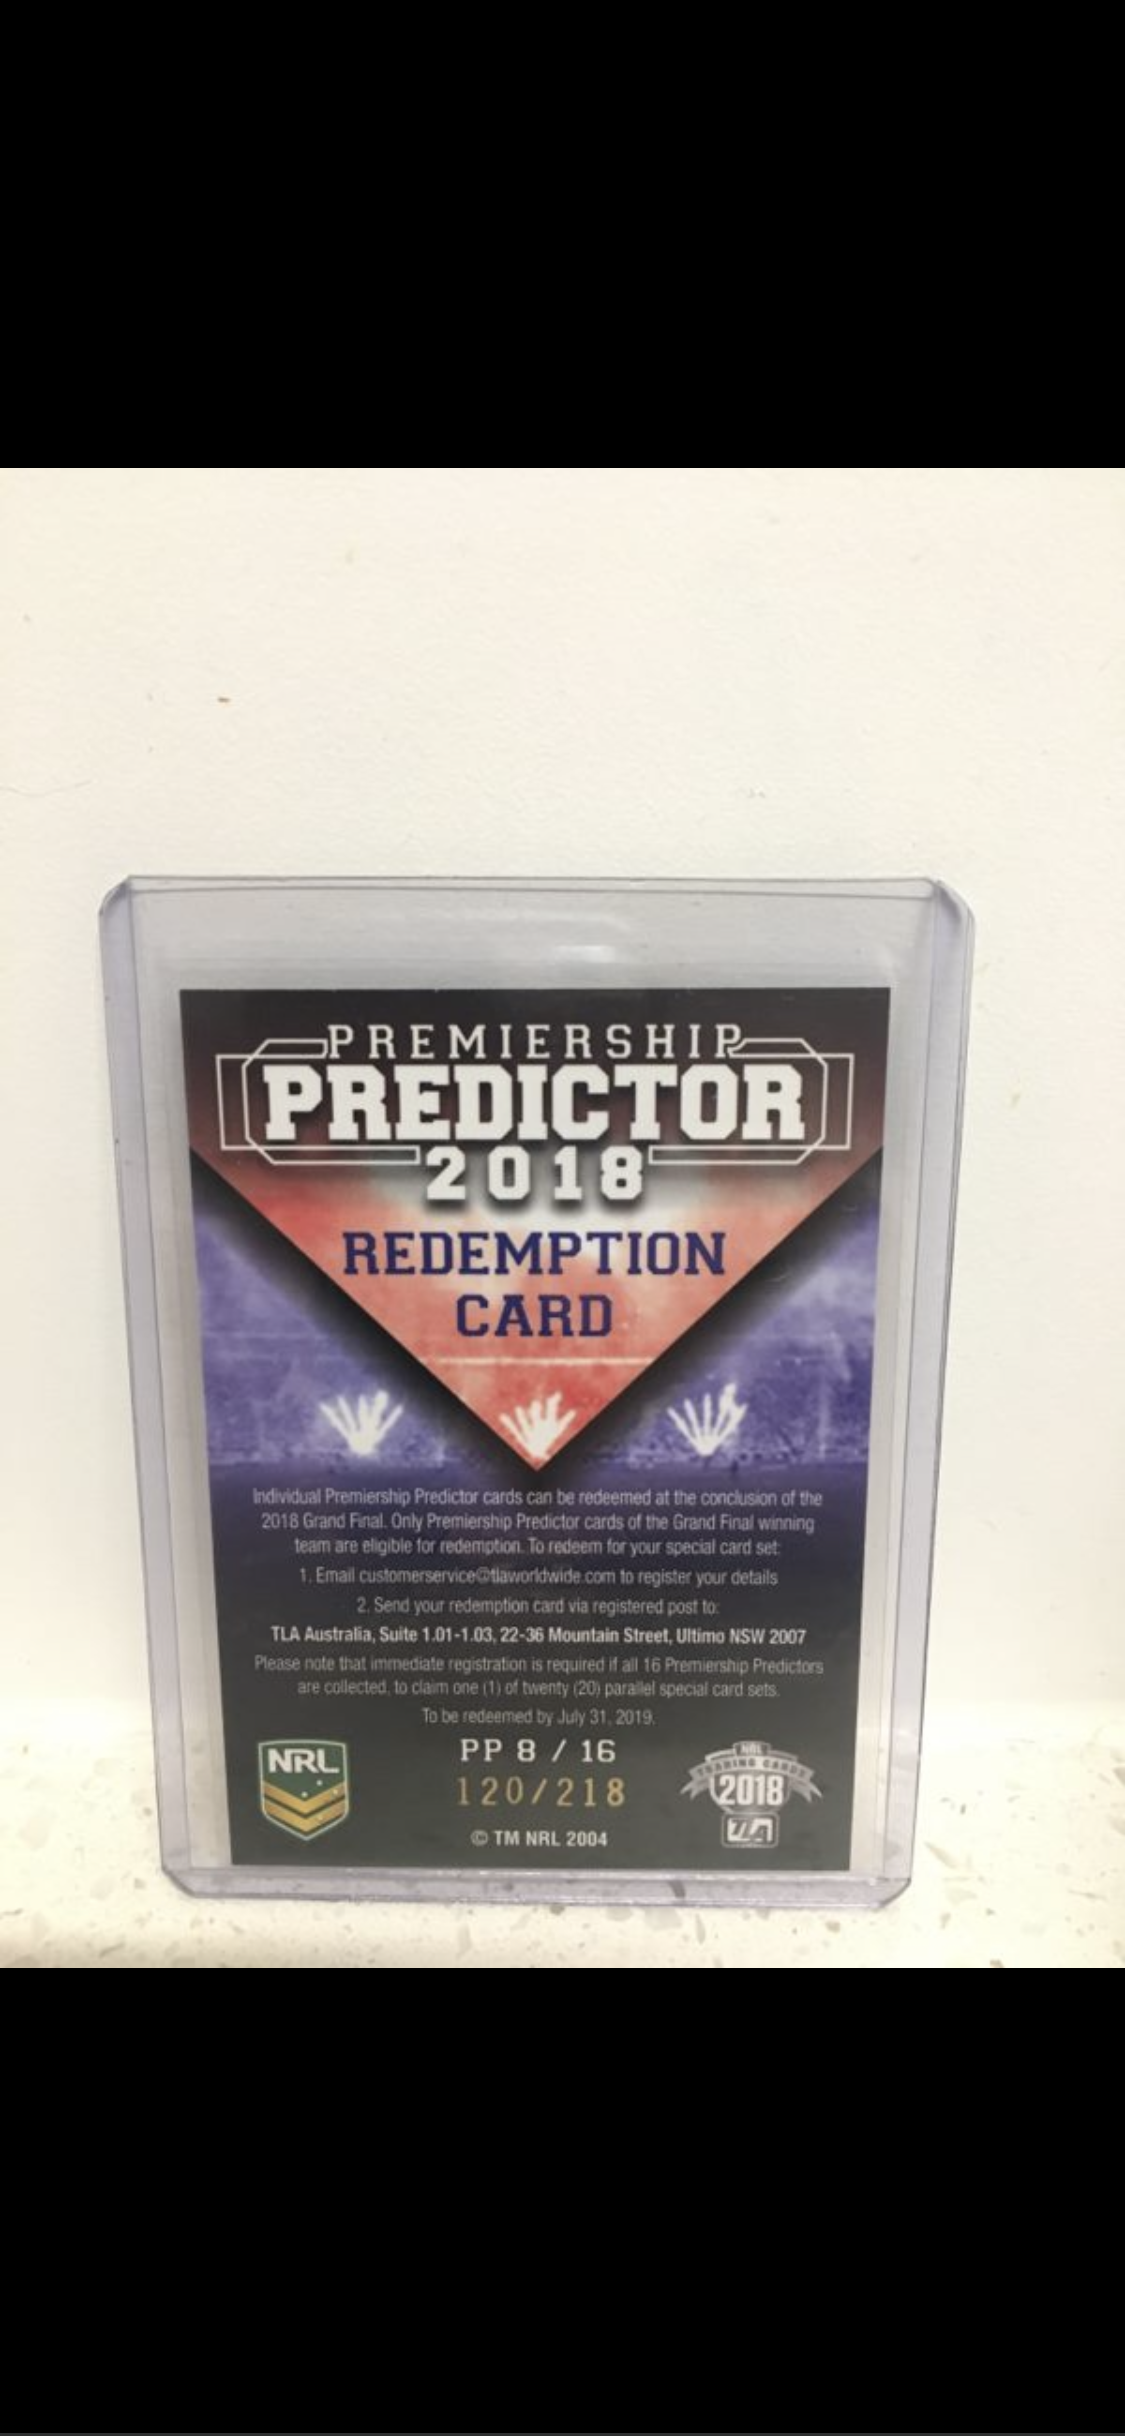 PREMIERSHIP
PREDICTOR
2018
REDEMPTION
CARD
Individual Premiership Predictor cards can be redeemed at the conclusion of the
2018 Grand Final. Only Premiership Predictor cards of the Grand Final winning
team are eligible for redemption. To redeem for your special card set:
1. Email customerservice@tlaworldwide.com to register your details
2. Send your redemption card via registered post to:
TLA Australia, Suite 1.01-1.03, 22-36 Mountain Street, Ultimo NSW 2007
Please note that immediate registration is required if all 16 Premiership Predictors
are collected, to claim one (1) of twenty (20) parallel special card sets.
To be redeemed by July 31, 2019.
PP 8 / 16
120/218
© TM NRL 2004
NRL
NRL
TRADING CARDS
2018
TLA